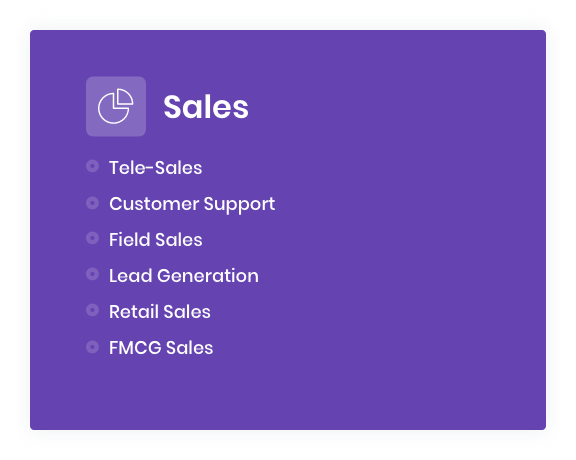 Sales
Tele-Sales
Customer Support
Field Sales
Lead Generation
Retail Sales
FMCG Sales